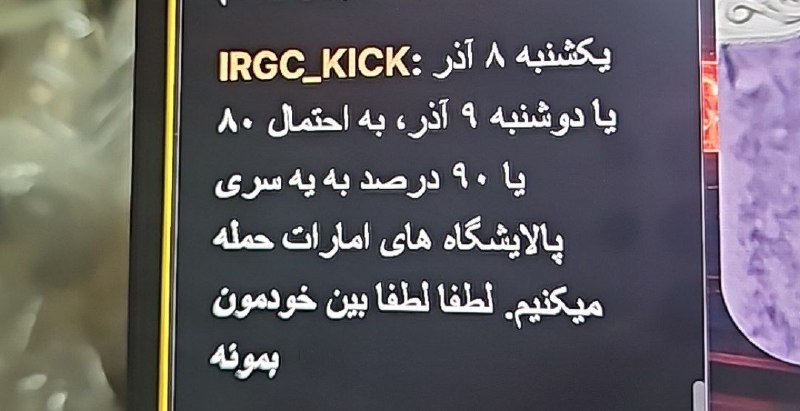 IRGC_KICK: یکشنبه ۸ آذر
یا دوشنبه ۹ آذر، به احتمال ۸۰
یا ۹۰ درصد به یه سری
پالایشگاه های امارات حمله
میکنیم. لطفا لطفا بین خودمون
بمونه